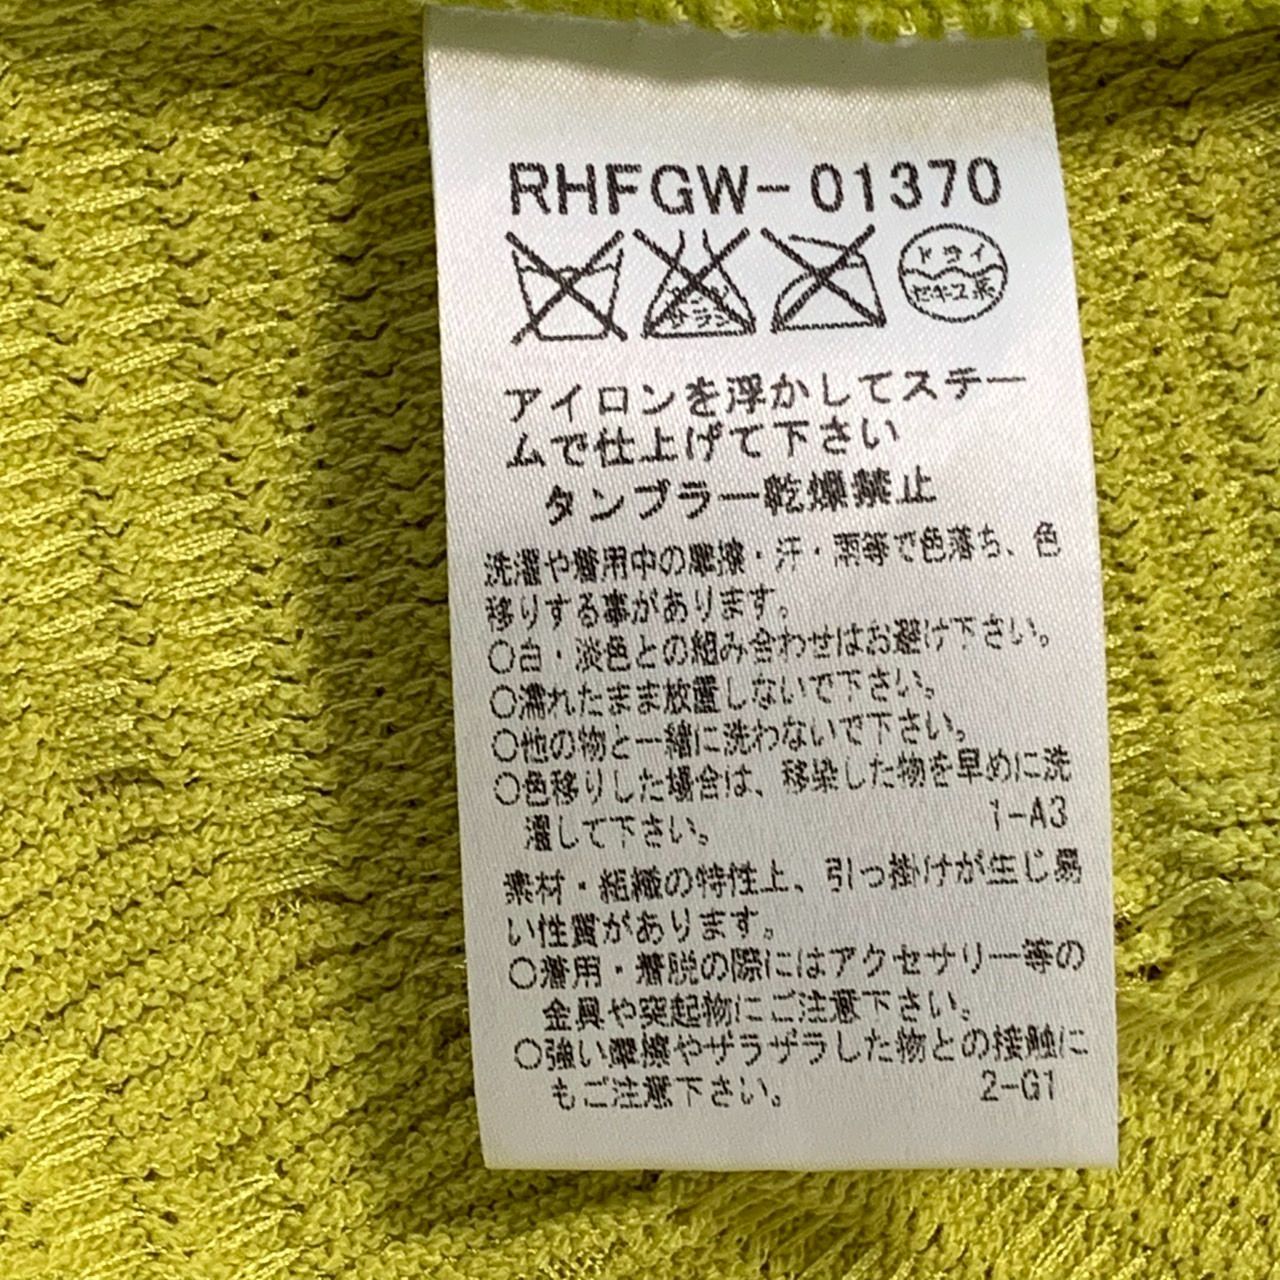 RHFGW-01370
エンソ サラシ
ドライ
セキユ系
アイロンを浮かしてスチー
ムで仕上げて下さい
タンブラー乾燥禁止
洗濯や着用中の摩擦・汗・雨等で色落ち、色
移りする事があります。
○白・淡色との組み合わせはお避け下さい。
○濡れたまま放置しないで下さい。
○他の物と一緒に洗わないで下さい。
○色移りした場合は、移染した物を早めに洗
濯して下さい。 1-A3
素材・組織の特性上、引っ掛けが生じ易
い性質があります。
○着用・着脱の際にはアクセサリー等の
金具や突起物にご注意下さい。
○強い摩擦やザラザラした物との接触に
もご注意下さい。 2-G1